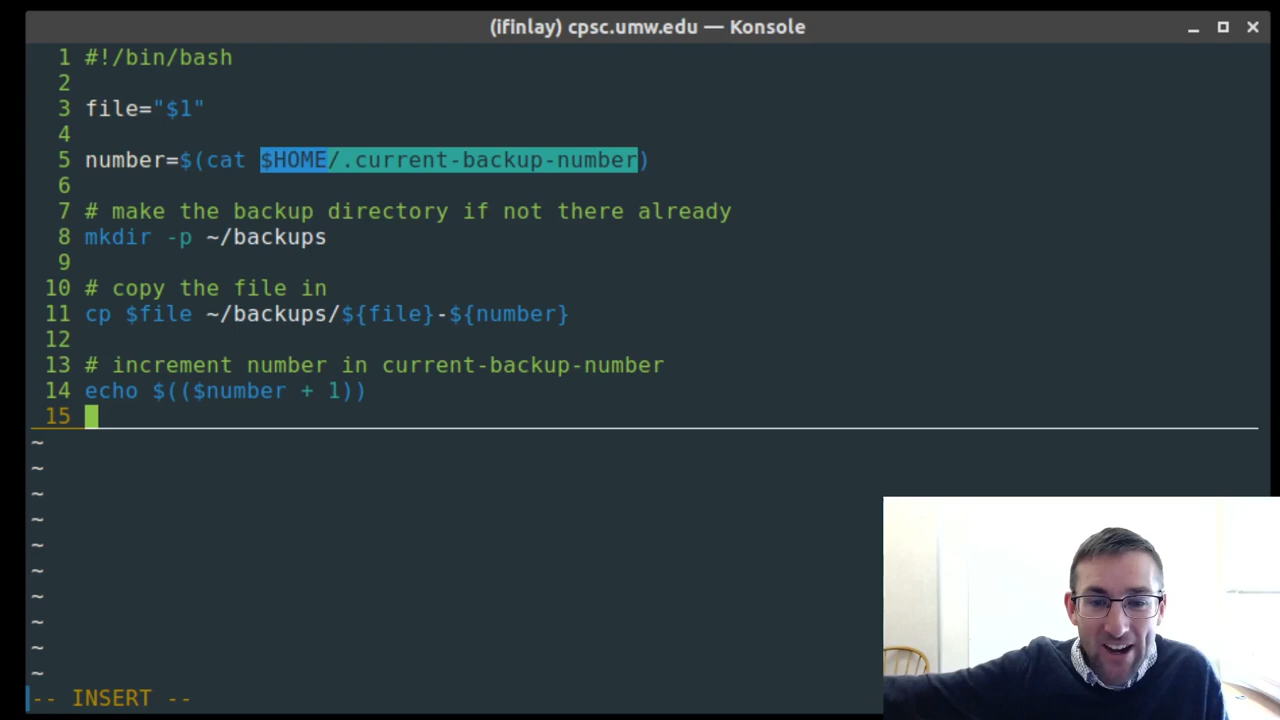 (ifinlay) cpsc.umw.edu — Konsole
1 #!/bin/bash
2
3 file="$1"
4
5 number=$(cat $HOME/.current-backup-number)
6
7 # make the backup directory if not there already
8 mkdir -p ~/backups
9
10 # copy the file in
11 cp $file ~/backups/${file}-${number}
12
13 # increment number in current-backup-number
14 echo $(($number + 1))
15
~
~
~
~
~
~
~
~
~
~
-- INSERT --